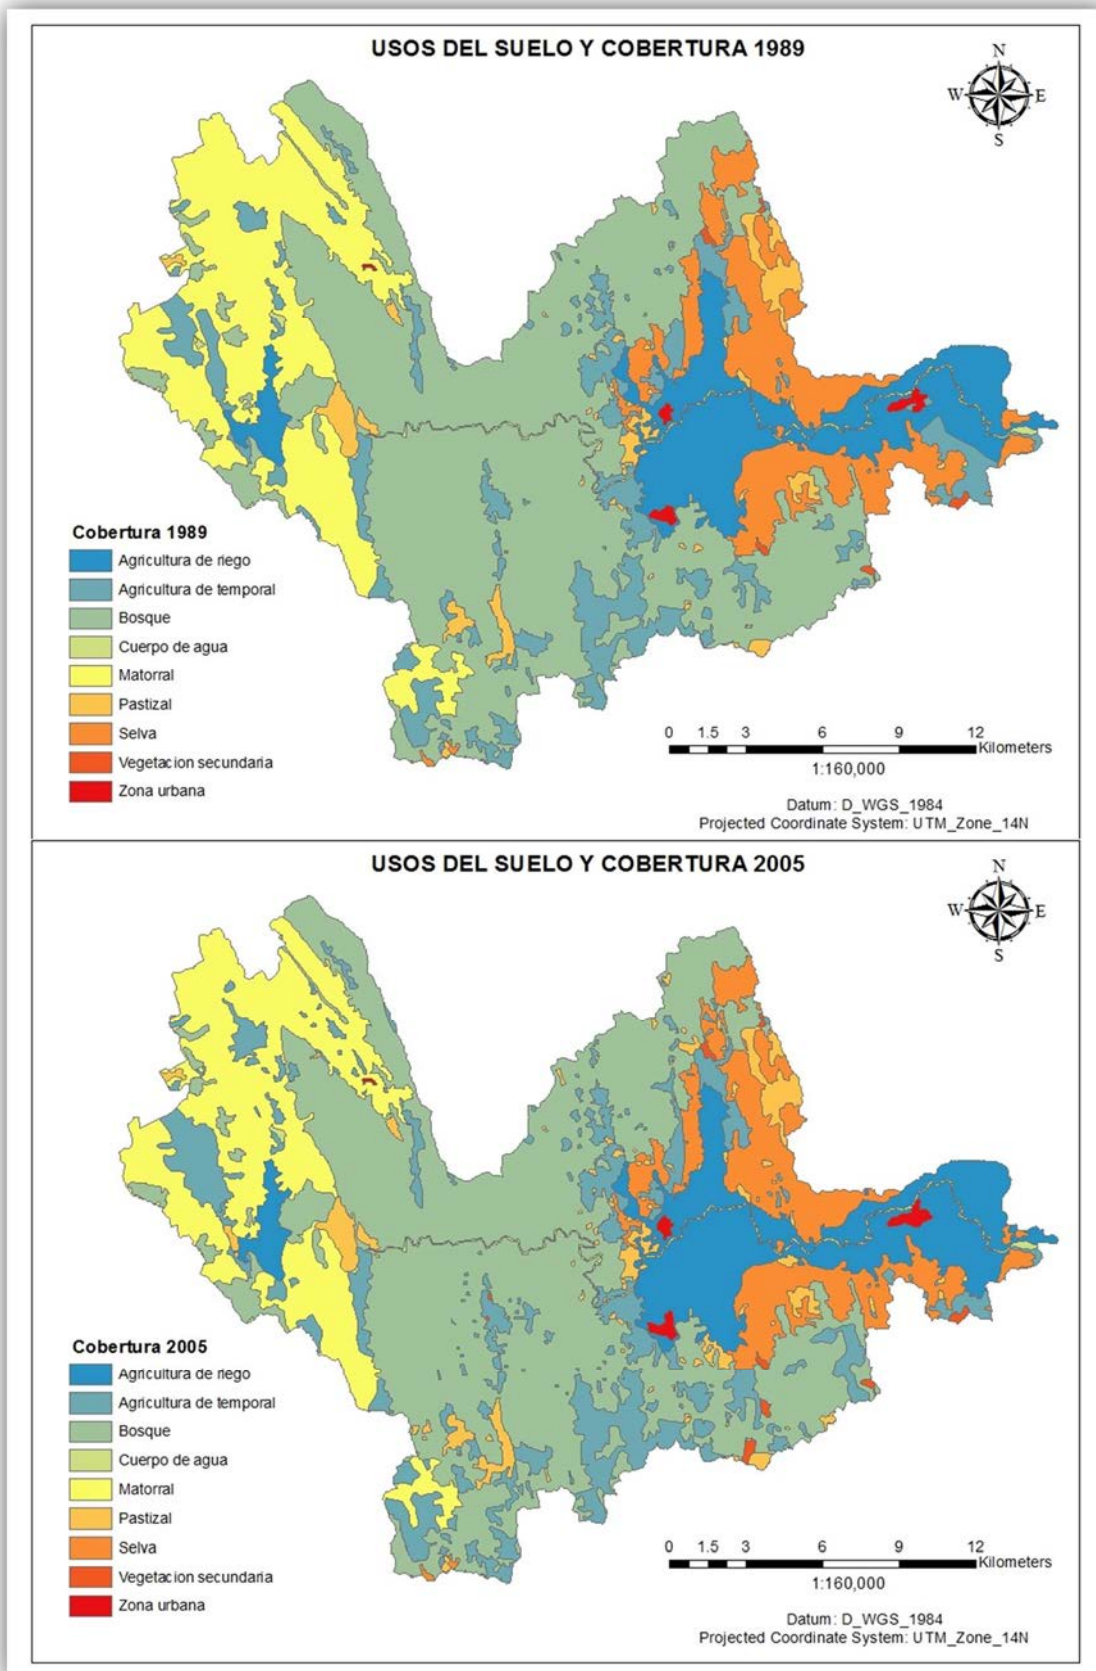 USOS DEL SUELO Y COBERTURA 1989
N
W E
S
Cobertura 1989
Agricultura de riego
Agricultura de temporal
Bosque
Cuerpo de agua
Matorral
Pastizal
Selva
Vegetacion secundaria
Zona urbana
0 1.5 3 6 9 12
Kilometers
1:160,000
Datum: D_WGS_1984
Projected Coordinate System: UTM_Zone_14N
USOS DEL SUELO Y COBERTURA 2005
N
W E
S
Cobertura 2005
Agricultura de riego
Agricultura de temporal
Bosque
Cuerpo de agua
Matorral
Pastizal
Selva
Vegetacion secundaria
Zona urbana
0 1.5 3 6 9 12
Kilometers
1:160,000
Datum: D_WGS_1984
Projected Coordinate System: UTM_Zone_14N